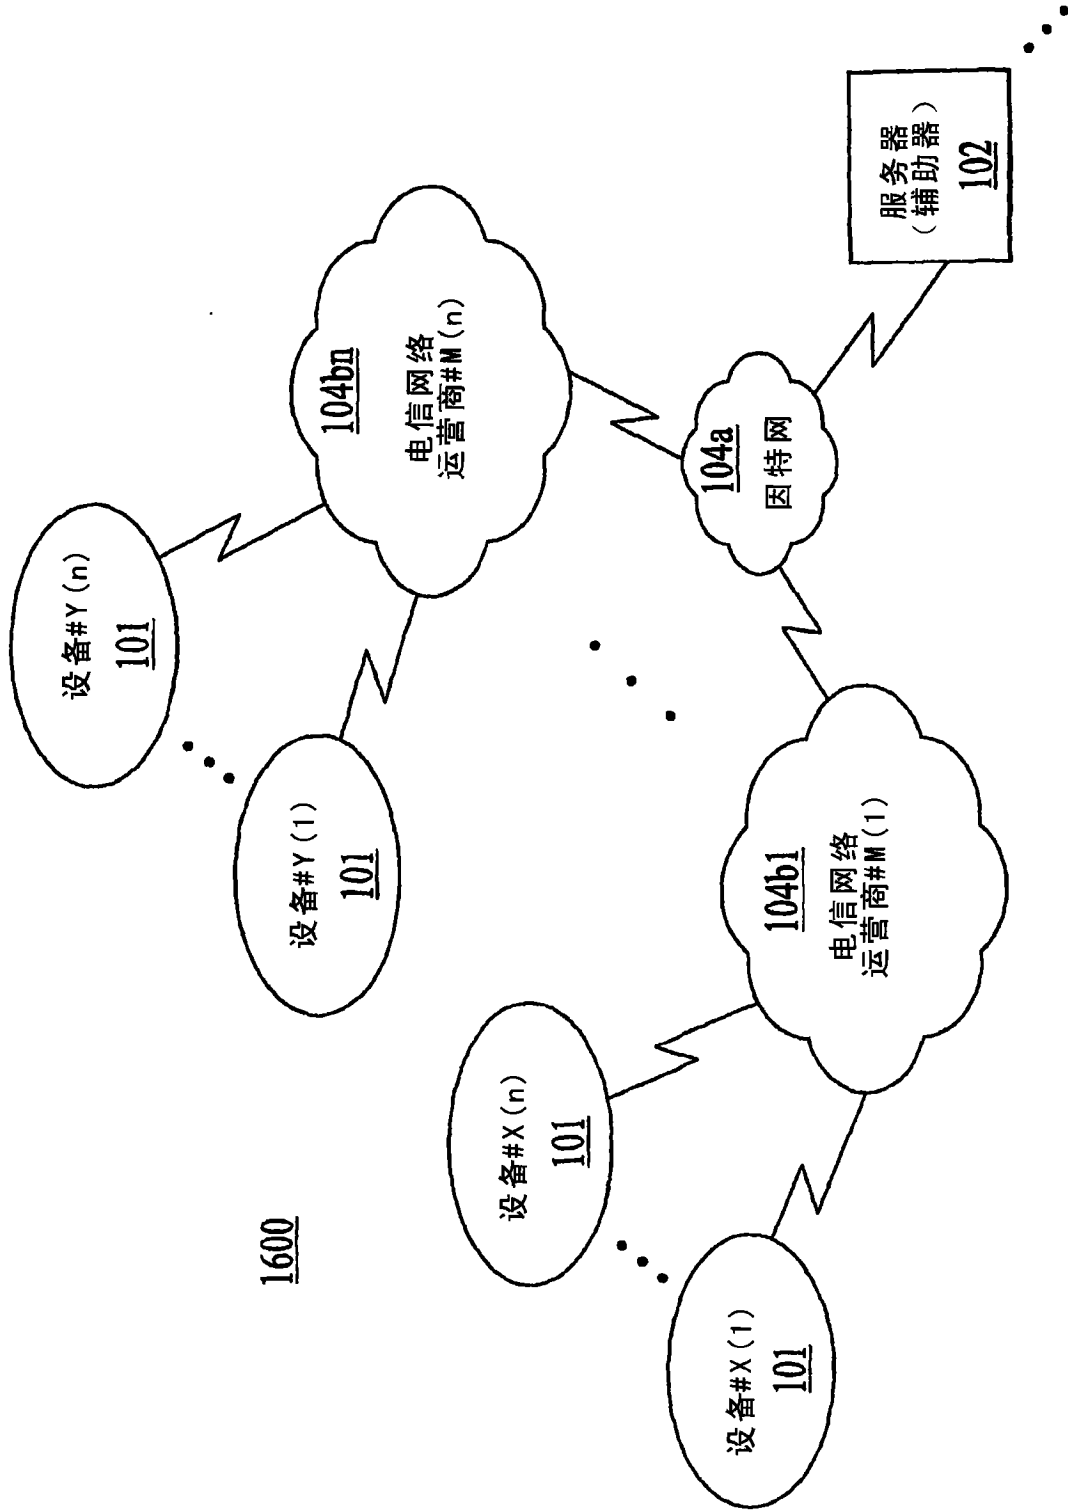 1600
设备#X(1)
101
设备#X(n)
101
设备#Y(1)
101
设备#Y(n)
101
104b1
电信网络
运营商#M(1)
104bn
电信网络
运营商#M(n)
104a
因特网
服务器
(辅助器)
102